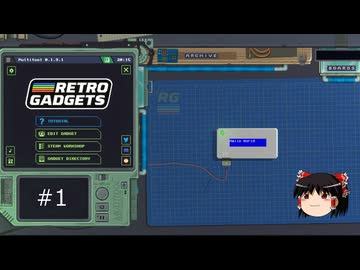 Multitool 0.1.5.1
20:15
RETRO
GADGETS
TUTORIAL
EDIT GADGET
STEAM WORKSHOP
GADGET DIRECTORY
#1
ARCHIVE
BOARDS
RG
Hello World